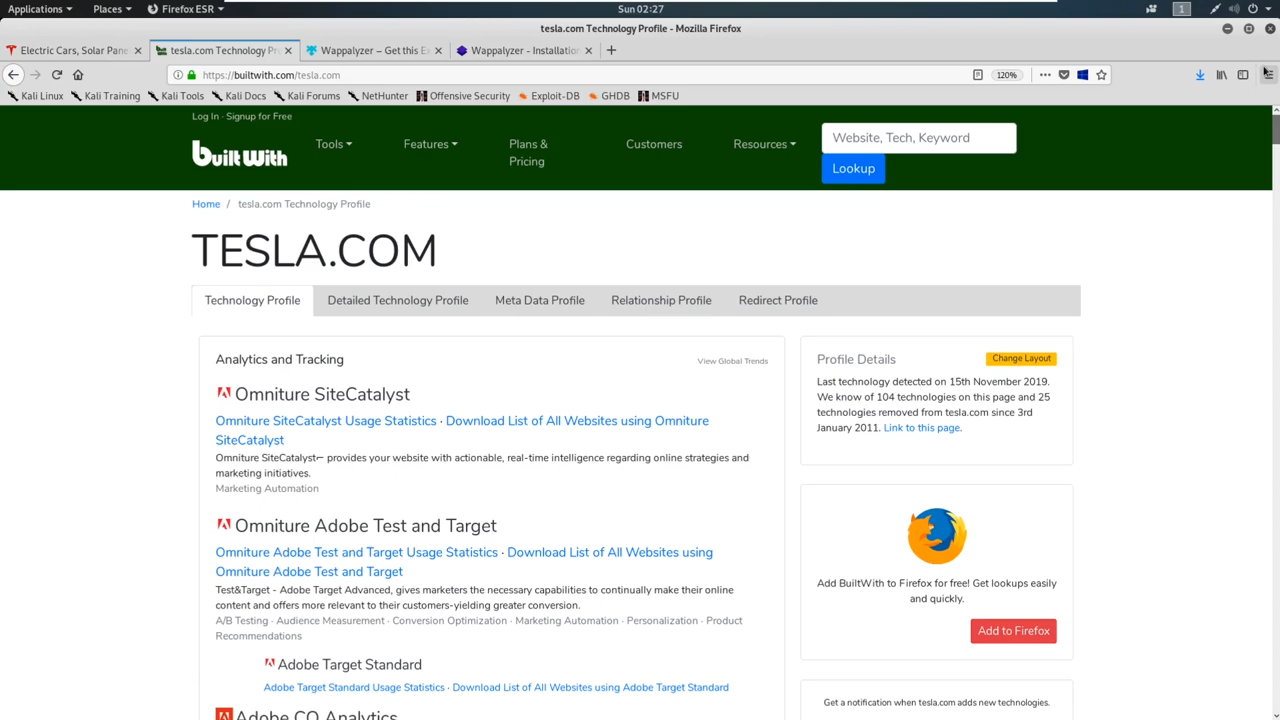 Applications Places Firefox ESR Sun 02:27 1
tesla.com Technology Profile - Mozilla Firefox
Electric Cars, Solar Pane
tesla.com Technology Pr
Wappalyzer – Get this E
Wappalyzer - Installation
https://builtwith.com/tesla.com 120%
Kali Linux Kali Training Kali Tools Kali Docs Kali Forums NetHunter Offensive Security Exploit-DB GHDB MSFU
Log In · Signup for Free
Built With
Tools
Features
Plans &
Pricing
Customers
Resources
Website, Tech, Keyword
Lookup
Home / tesla.com Technology Profile
TESLA.COM
Technology Profile Detailed Technology Profile Meta Data Profile Relationship Profile Redirect Profile
Analytics and Tracking
View Global Trends
Omniture SiteCatalyst
Omniture SiteCatalyst Usage Statistics · Download List of All Websites using Omniture
SiteCatalyst
Omniture SiteCatalyst⌐ provides your website with actionable, real-time intelligence regarding online strategies and
marketing initiatives.
Marketing Automation
Omniture Adobe Test and Target
Omniture Adobe Test and Target Usage Statistics · Download List of All Websites using
Omniture Adobe Test and Target
Test&Target - Adobe Target Advanced, gives marketers the necessary capabilities to continually make their online
content and offers more relevant to their customers-yielding greater conversion.
A/B Testing · Audience Measurement · Conversion Optimization · Marketing Automation · Personalization · Product
Recommendations
Adobe Target Standard
Adobe Target Standard Usage Statistics · Download List of All Websites using Adobe Target Standard
Adobe CQ Analytics
Profile Details
Change Layout
Last technology detected on 15th November 2019.
We know of 104 technologies on this page and 25
technologies removed from tesla.com since 3rd
January 2011. Link to this page.
Add BuiltWith to Firefox for free! Get lookups easily
and quickly.
Add to Firefox
Get a notification when tesla.com adds new technologies.